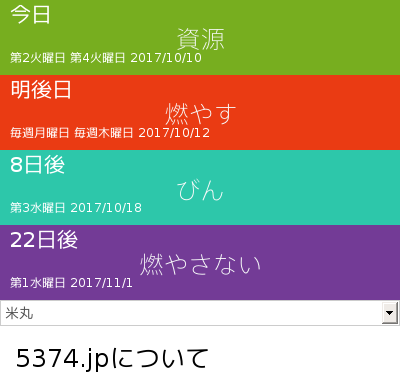 今日
資源
第2火曜日 第4火曜日 2017/10/10
明後日
燃やす
毎週月曜日 毎週木曜日 2017/10/12
8日後
びん
第3水曜日 2017/10/18
22日後
燃やさない
第1水曜日 2017/11/1
米丸
5374.jpについて